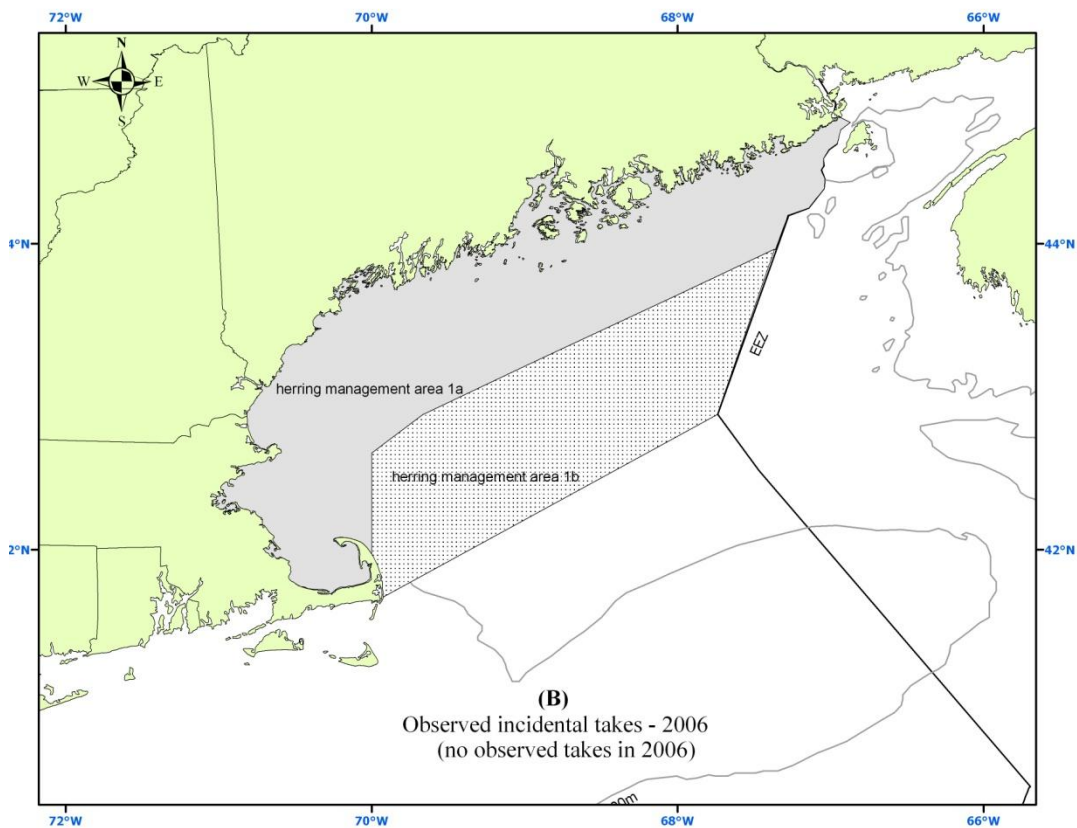 72°W 70°W 68°W 66°W
N
W E
S
4°N 44°N
EEZ
herring management area 1a
herring management area 1b
2°N 42°N
(B)
Observed incidental takes - 2006
(no observed takes in 2006)
72°W 70°W 68°W 66°W